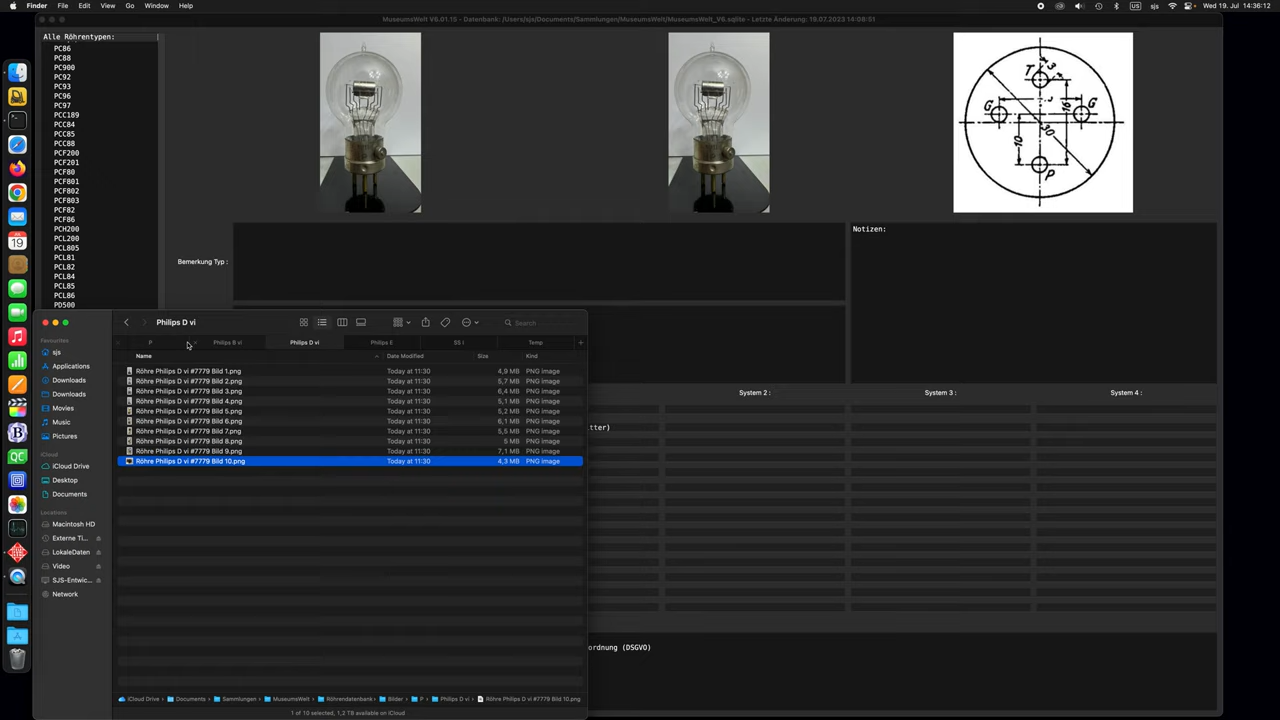 Finder File Edit View Go Window Help
sjs US Wed 19. Jul 14:36:12
MuseumsWelt V6.01.15 - Datenbank: /Users/sjs/Documents/Sammlungen/MuseumsWelt/MuseumsWelt_V6.sqlite - Letzte Änderung: 19.07.2023 14:08:51
Alle Röhrentypen:
PC86
PC88
PC900
PC92
PC93
PC96
PC97
PCC189
PCC84
PCC85
PCC88
PCF200
PCF201
PCF80
PCF801
PCF802
PCF803
PCF82
PCF86
PCH200
PCL200
PCL805
PCL81
PCL82
PCL84
PCL85
PCL86
PD500
T
3
G
G
16
10
30
P
Bemerkung Typ :
Notizen:
System 2 :
System 3 :
System 4 :
itter)
ordnung (DSGVO)
Philips D vi
Search
P
Philips B vi
Philips D vi
Philips E
SS I
Temp
Name Date Modified Size Kind
Röhre Philips D vi #7779 Bild 1.png Today at 11:30 4,9 MB PNG image
Röhre Philips D vi #7779 Bild 2.png Today at 11:30 5,7 MB PNG image
Röhre Philips D vi #7779 Bild 3.png Today at 11:30 6,4 MB PNG image
Röhre Philips D vi #7779 Bild 4.png Today at 11:30 5,1 MB PNG image
Röhre Philips D vi #7779 Bild 5.png Today at 11:30 5,2 MB PNG image
Röhre Philips D vi #7779 Bild 6.png Today at 11:30 6,1 MB PNG image
Röhre Philips D vi #7779 Bild 7.png Today at 11:30 5,5 MB PNG image
Röhre Philips D vi #7779 Bild 8.png Today at 11:30 5 MB PNG image
Röhre Philips D vi #7779 Bild 9.png Today at 11:30 7,1 MB PNG image
Röhre Philips D vi #7779 Bild 10.png Today at 11:30 4,3 MB PNG image
Favourites
sjs
Applications
Downloads
Downloads
Movies
Music
Pictures
iCloud
iCloud Drive
Desktop
Documents
Locations
Macintosh HD
Externe Ti...
LokaleDaten
Video
SJS-Entwic...
Network
iCloud Drive › Documents › Sammlungen › MuseumsWelt › Röhrendatenbank › Bilder › P › Philips D vi › Röhre Philips D vi #7779 Bild 10.png
1 of 10 selected, 1,2 TB available on iCloud